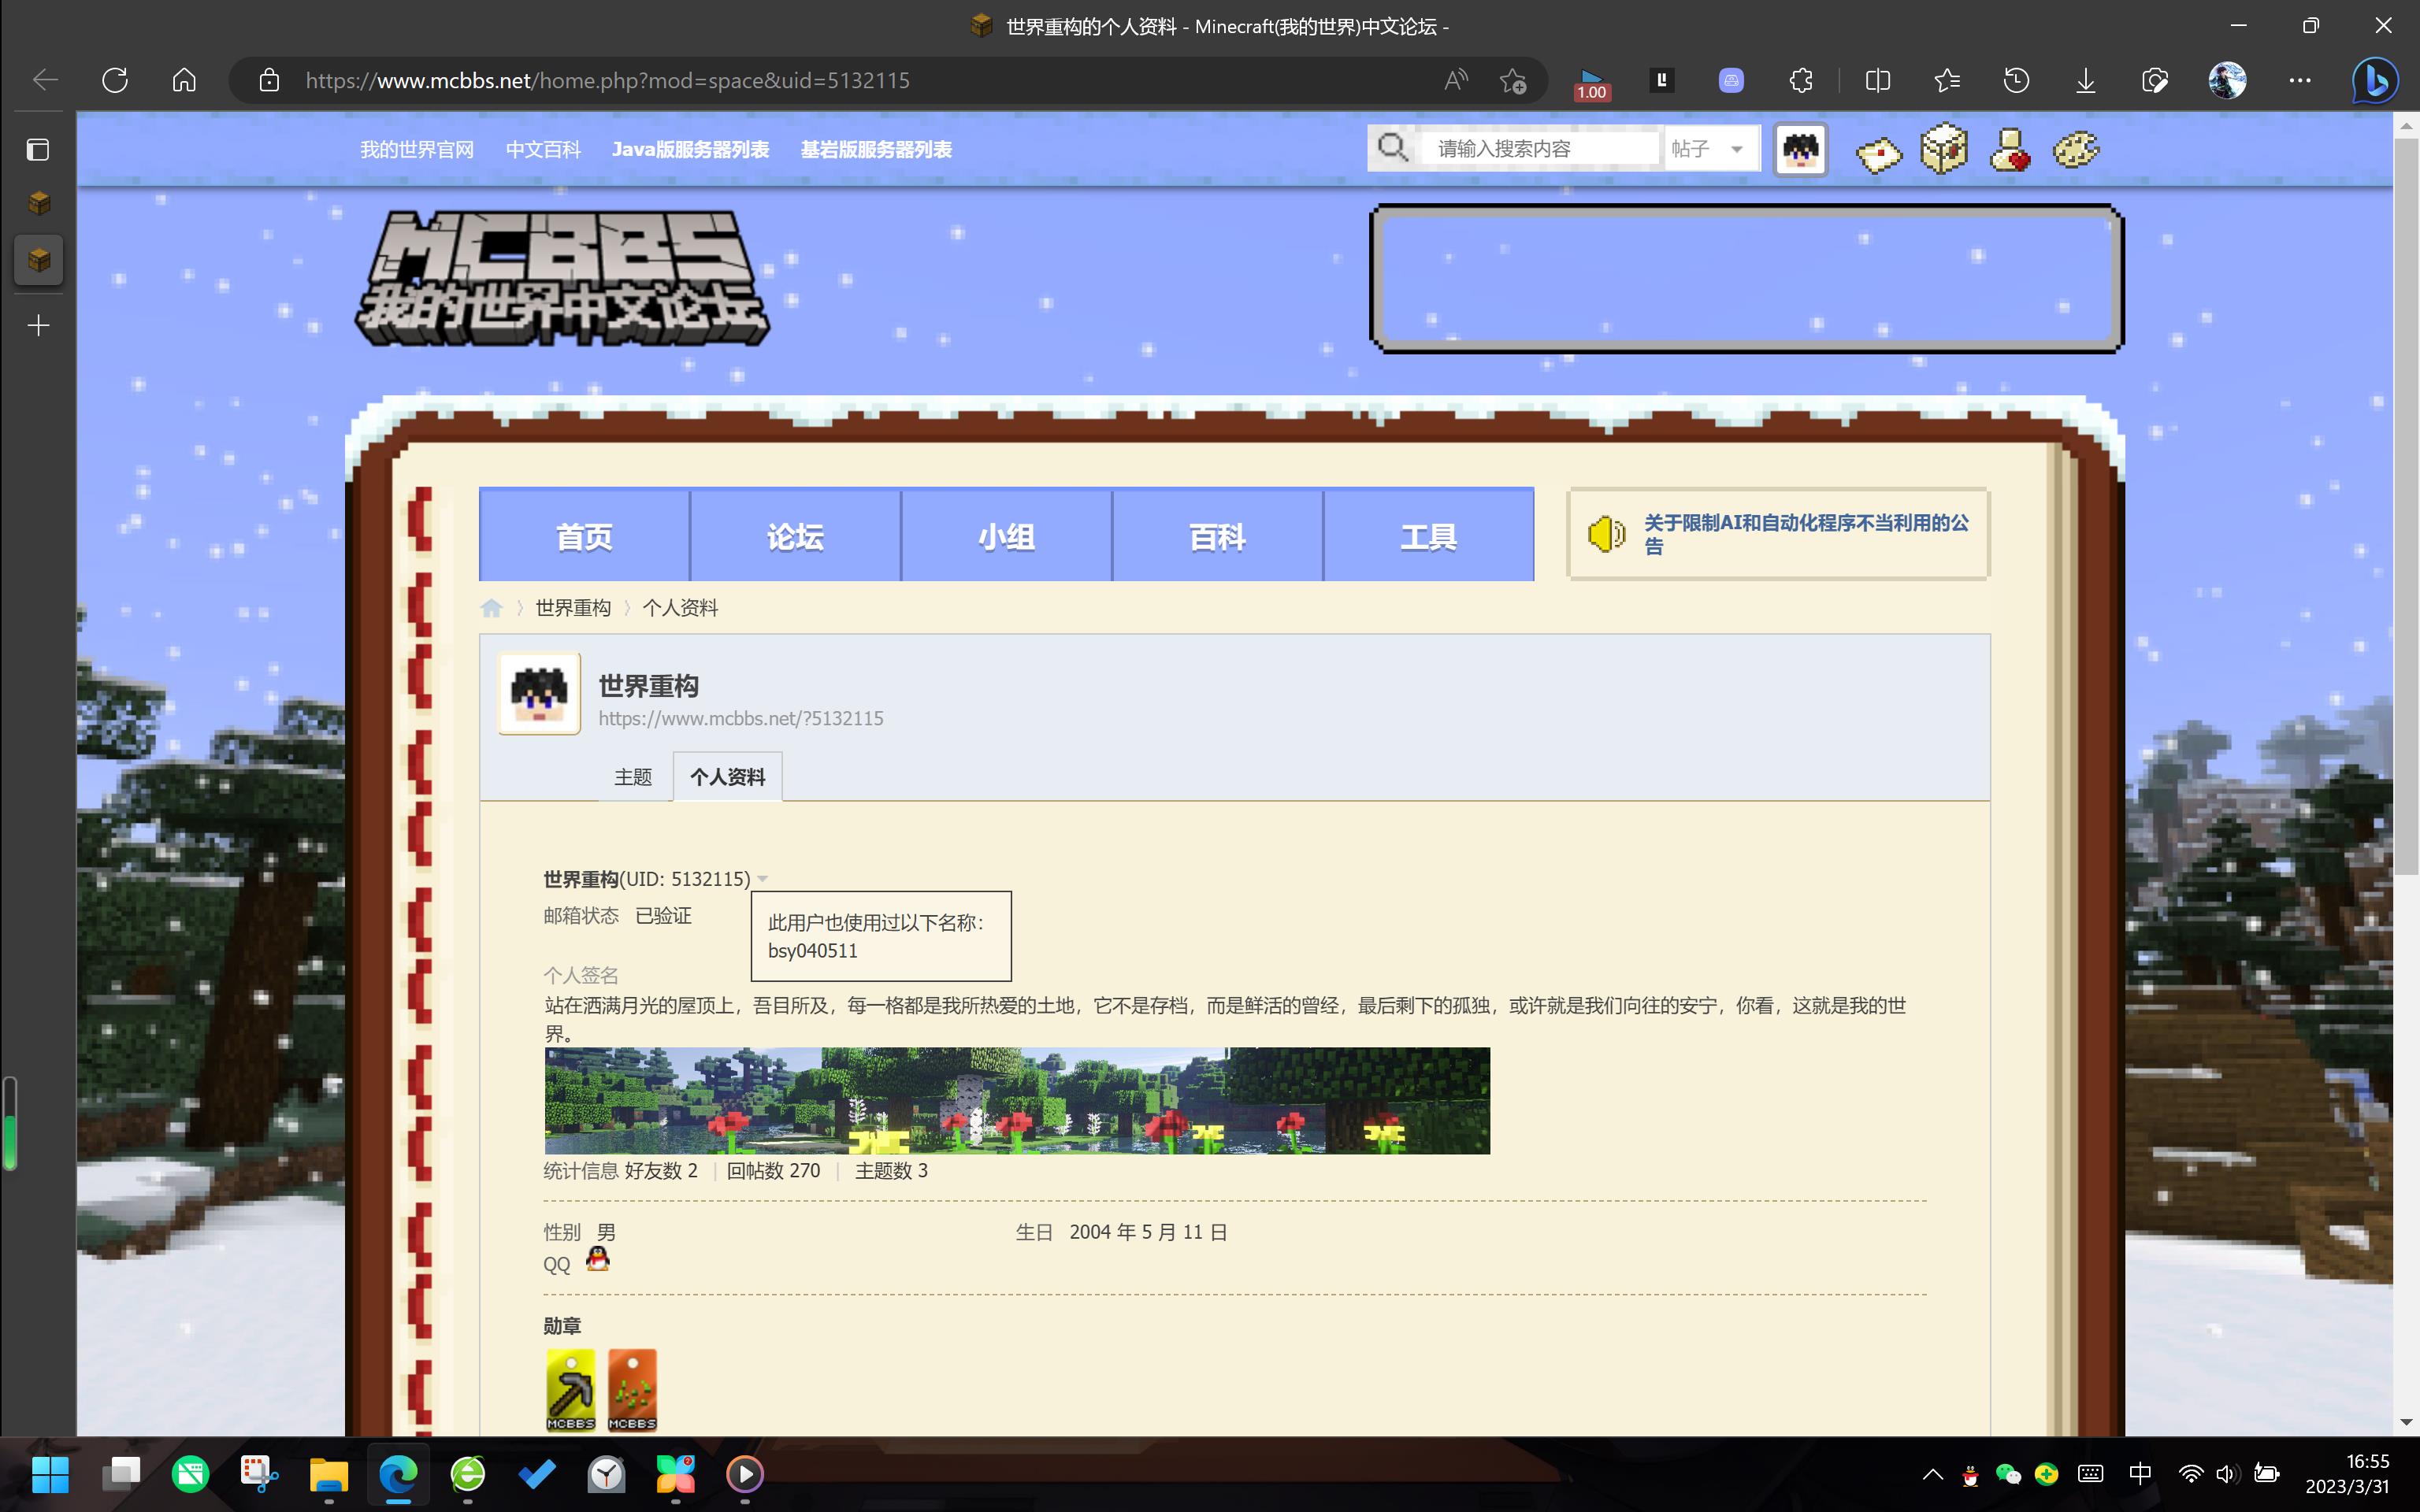 世界重构的个人资料 - Minecraft(我的世界)中文论坛 -
https://www.mcbbs.net/home.php?mod=space&uid=5132115
1.00
我的世界官网 中文百科 Java版服务器列表 基岩版服务器列表
请输入搜索内容 帖子
MCBBS
我的世界中文论坛
首页 论坛 小组 百科 工具
关于限制AI和自动化程序不当利用的公
告
世界重构 〉 个人资料
世界重构
https://www.mcbbs.net/?5132115
主题 个人资料
世界重构(UID: 5132115)
邮箱状态 已验证
此用户也使用过以下名称：
bsy040511
个人签名
站在洒满月光的屋顶上，吾目所及，每一格都是我所热爱的土地，它不是存档，而是鲜活的曾经，最后剩下的孤独，或许就是我们向往的安宁，你看，这就是我的世
界。
统计信息 好友数 2 | 回帖数 270 | 主题数 3
性别 男 生日 2004 年 5 月 11 日
QQ
勋章
MCBBS MCBBS
中
16:55
2023/3/31